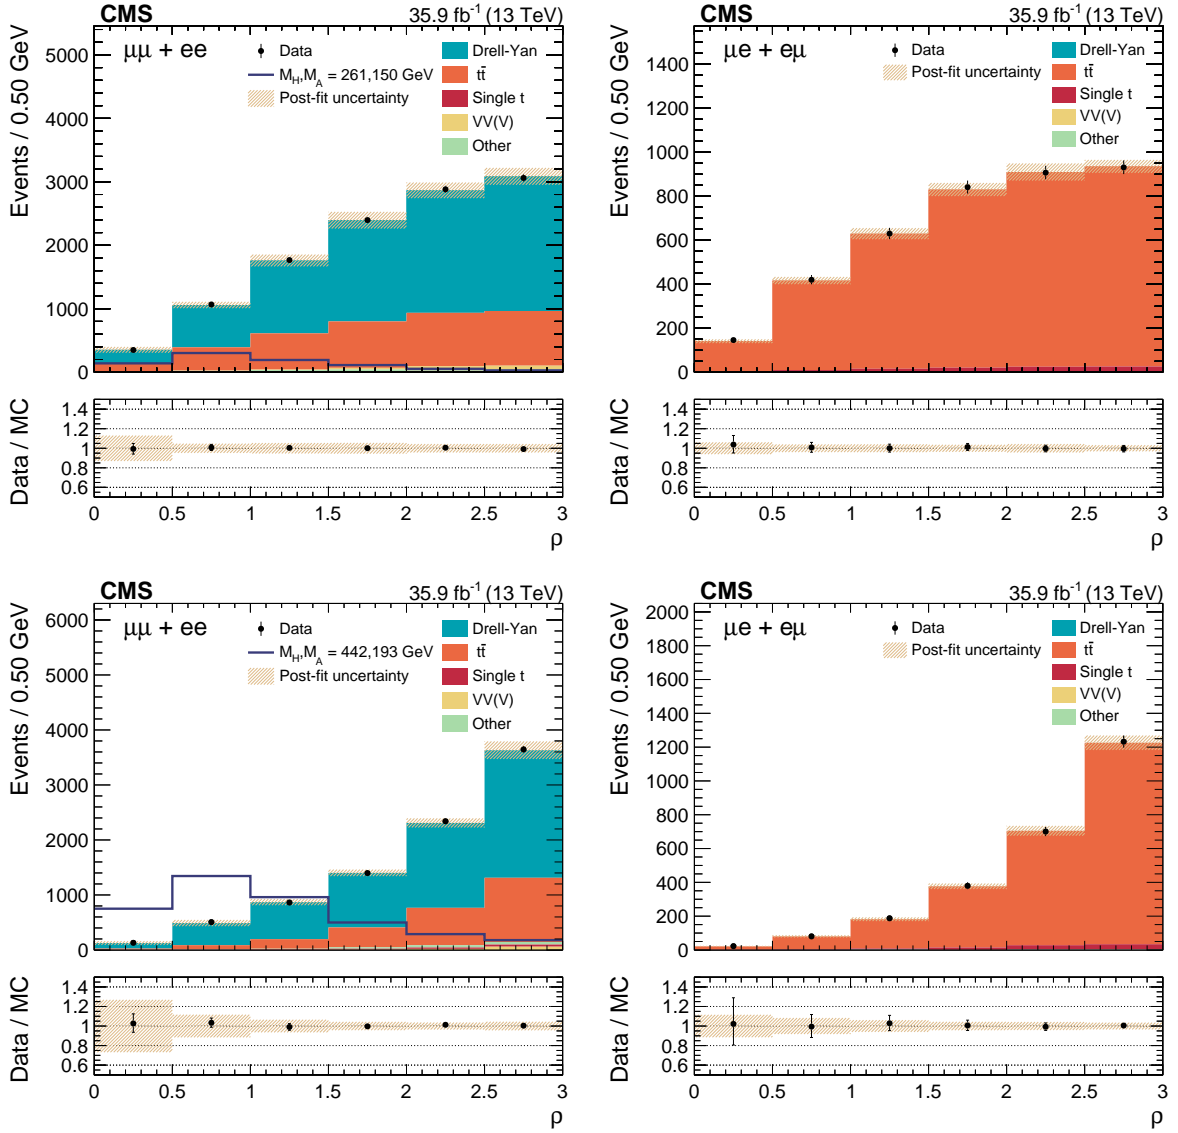 CMS 35.9 fb⁻¹ (13 TeV)
μμ + ee
Data
M_H,M_A = 261,150 GeV
Post-fit uncertainty
Drell-Yan
tt̄
Single t
VV(V)
Other
Events / 0.50 GeV
5000
4000
3000
2000
1000
0
Data / MC
1.4
1.2
1
0.8
0.6
0 0.5 1 1.5 2 2.5 3
ρ
CMS 35.9 fb⁻¹ (13 TeV)
μe + eμ
Data
Post-fit uncertainty
Drell-Yan
tt̄
Single t
VV(V)
Other
Events / 0.50 GeV
1400
1200
1000
800
600
400
200
0
Data / MC
1.4
1.2
1
0.8
0.6
0 0.5 1 1.5 2 2.5 3
ρ
CMS 35.9 fb⁻¹ (13 TeV)
μμ + ee
Data
M_H,M_A = 442,193 GeV
Post-fit uncertainty
Drell-Yan
tt̄
Single t
VV(V)
Other
Events / 0.50 GeV
6000
5000
4000
3000
2000
1000
0
Data / MC
1.4
1.2
1
0.8
0.6
0 0.5 1 1.5 2 2.5 3
ρ
CMS 35.9 fb⁻¹ (13 TeV)
μe + eμ
Data
Post-fit uncertainty
Drell-Yan
tt̄
Single t
VV(V)
Other
Events / 0.50 GeV
2000
1800
1600
1400
1200
1000
800
600
400
200
0
Data / MC
1.4
1.2
1
0.8
0.6
0 0.5 1 1.5 2 2.5 3
ρ